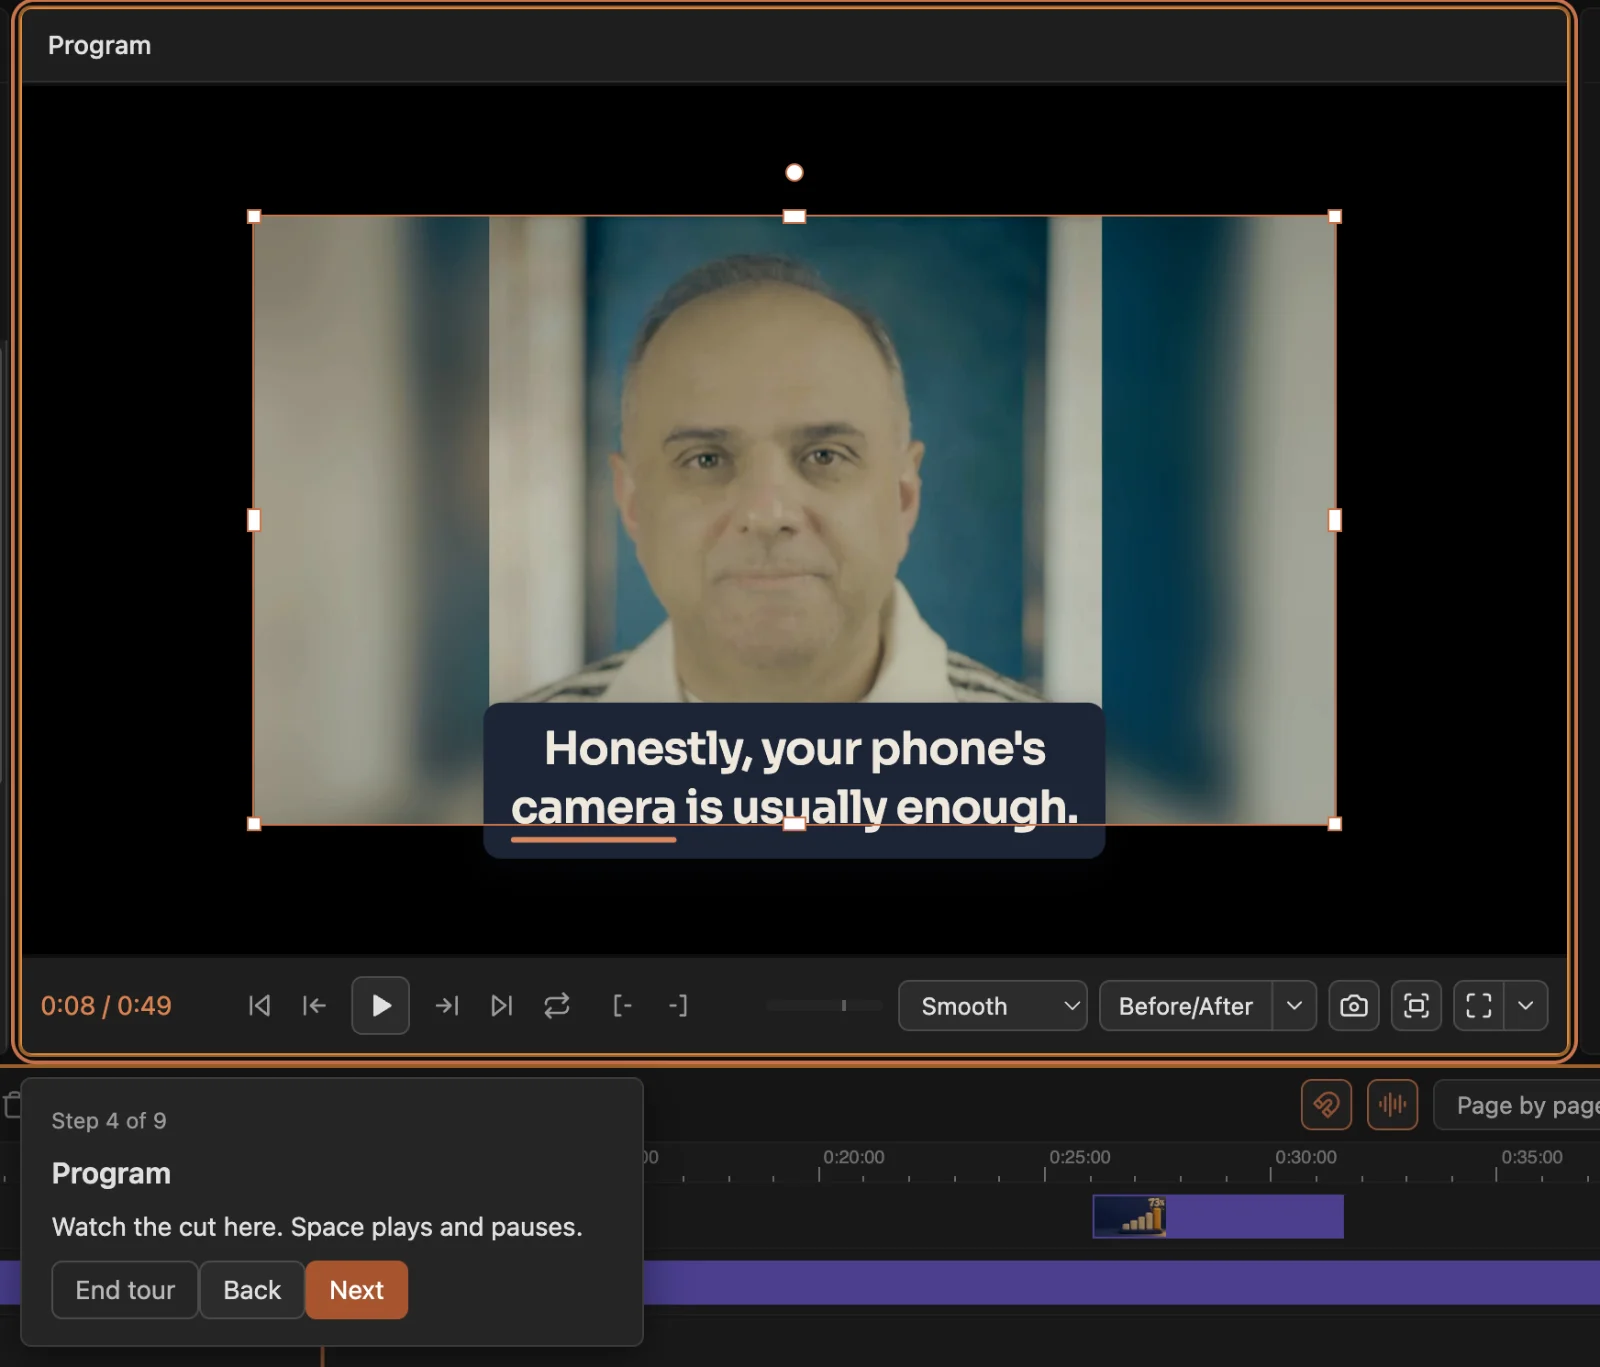 Program
Honestly, your phone's
camera is usually enough.
0:08 / 0:49
Smooth
Before/After
Step 4 of 9
Program
Watch the cut here. Space plays and pauses.
End tour
Back
Next
Page by page
0:20:00
0:25:00
0:30:00
0:35:00
73%